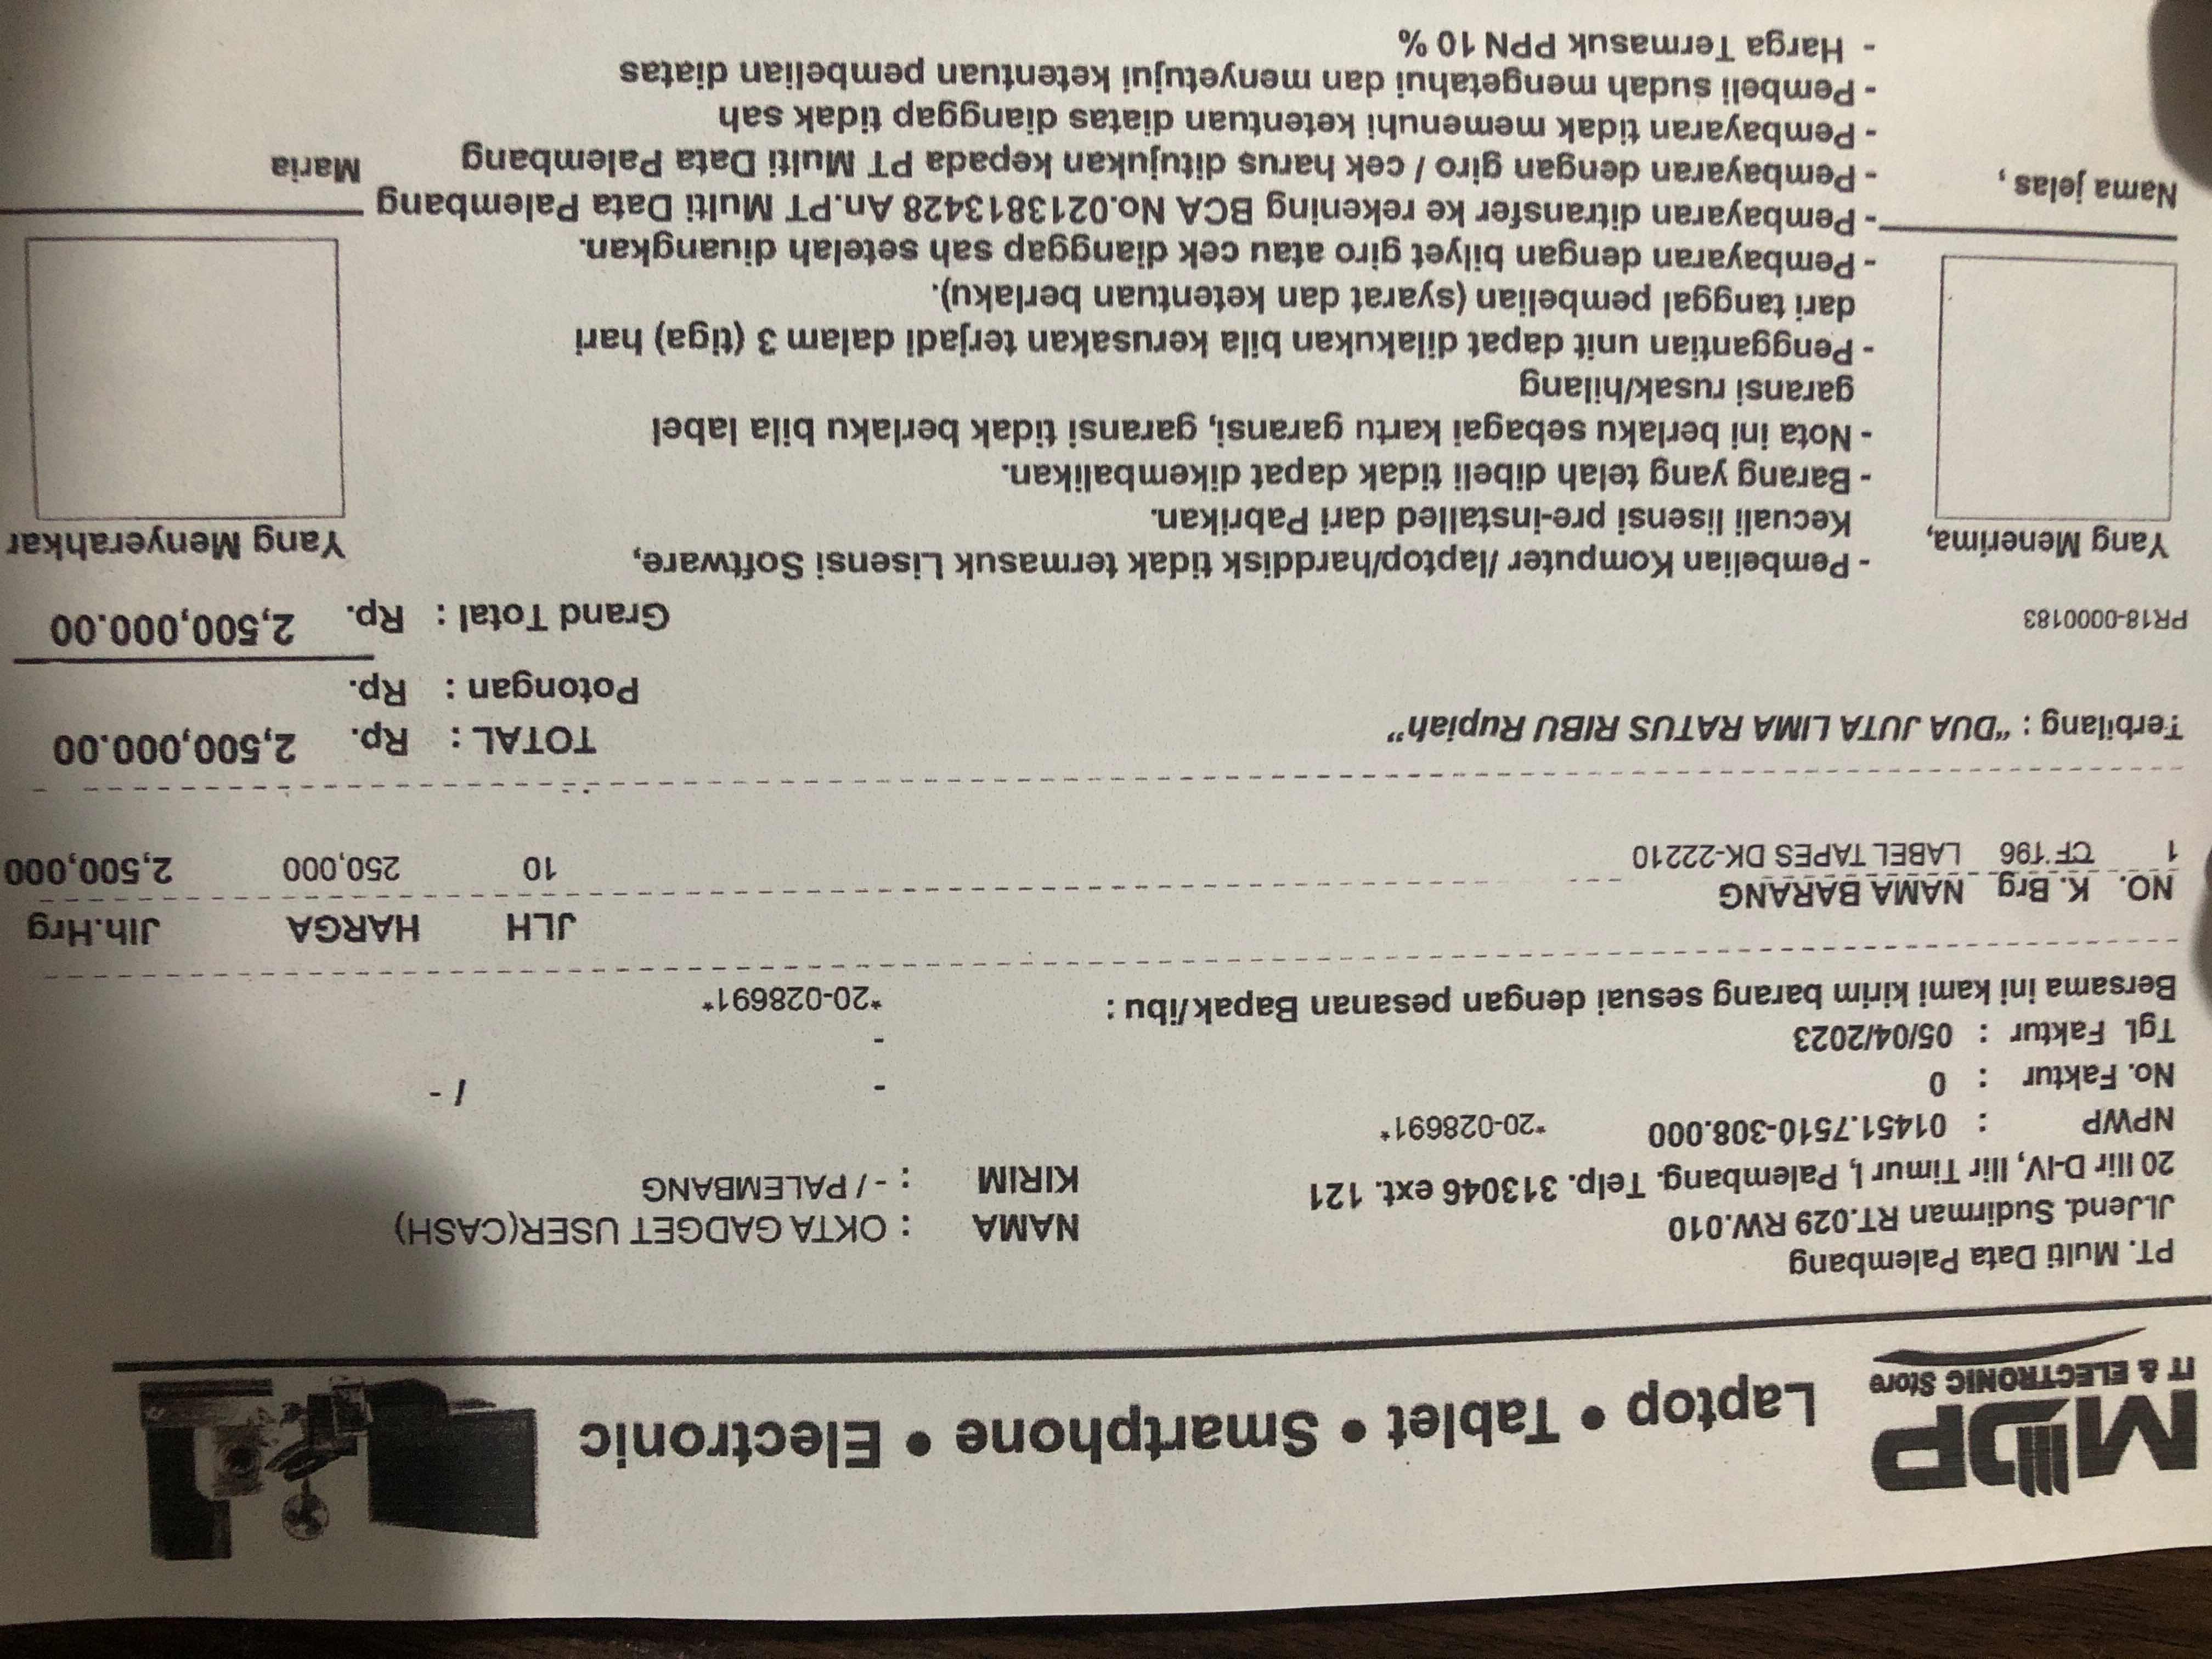 MDP
IT & ELECTRONIC Store
Laptop • Tablet • Smartphone • Electronic
PT. Multi Data Palembang
Jl.Jend. Sudirman RT.029 RW.010
20 Ilir D-IV, Ilir Timur I, Palembang. Telp. 313046 ext. 121
NPWP : 01451.7510-308.000 *20-028691*
No. Faktur : 0
Tgl. Faktur : 05/04/2023
NAMA : OKTA GADGET USER(CASH)
KIRIM : - / PALEMBANG
- / -
-
*20-028691*
Bersama ini kami kirim barang sesuai dengan pesanan Bapak/ibu :
NO. K. Brg NAMA BARANG JLH HARGA Jlh.Hrg
1 CF 196 LABEL TAPES DK-22210 10 250,000 2,500,000
Terbilang : "DUA JUTA LIMA RATUS RIBU Rupiah"
TOTAL : Rp. 2,500,000.00
Potongan : Rp.
Grand Total : Rp. 2,500,000.00
PR18-0000183
Yang Menerima,
Nama jelas ,
- Pembelian Komputer /laptop/harddisk tidak termasuk Lisensi Software,
Kecuali lisensi pre-installed dari Pabrikan.
- Barang yang telah dibeli tidak dapat dikembalikan.
- Nota ini berlaku sebagai kartu garansi, garansi tidak berlaku bila label
garansi rusak/hilang
- Penggantian unit dapat dilakukan bila kerusakan terjadi dalam 3 (tiga) hari
dari tanggal pembelian (syarat dan ketentuan berlaku).
- Pembayaran dengan bilyet giro atau cek dianggap sah setelah diuangkan.
- Pembayaran ditransfer ke rekening BCA No.0213813428 An.PT Multi Data Palembang
- Pembayaran dengan giro / cek harus ditujukan kepada PT Multi Data Palembang
- Pembayaran tidak memenuhi ketentuan diatas dianggap tidak sah
- Pembeli sudah mengetahui dan menyetujui ketentuan pembelian diatas
- Harga Termasuk PPN 10 %
Yang Menyerahkar
Maria